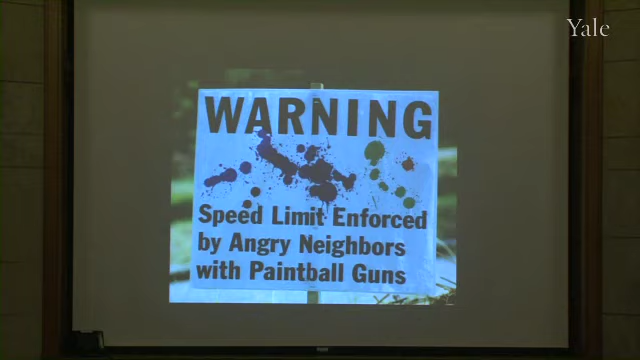 Yale
WARNING
Speed Limit Enforced
by Angry Neighbors
with Paintball Guns